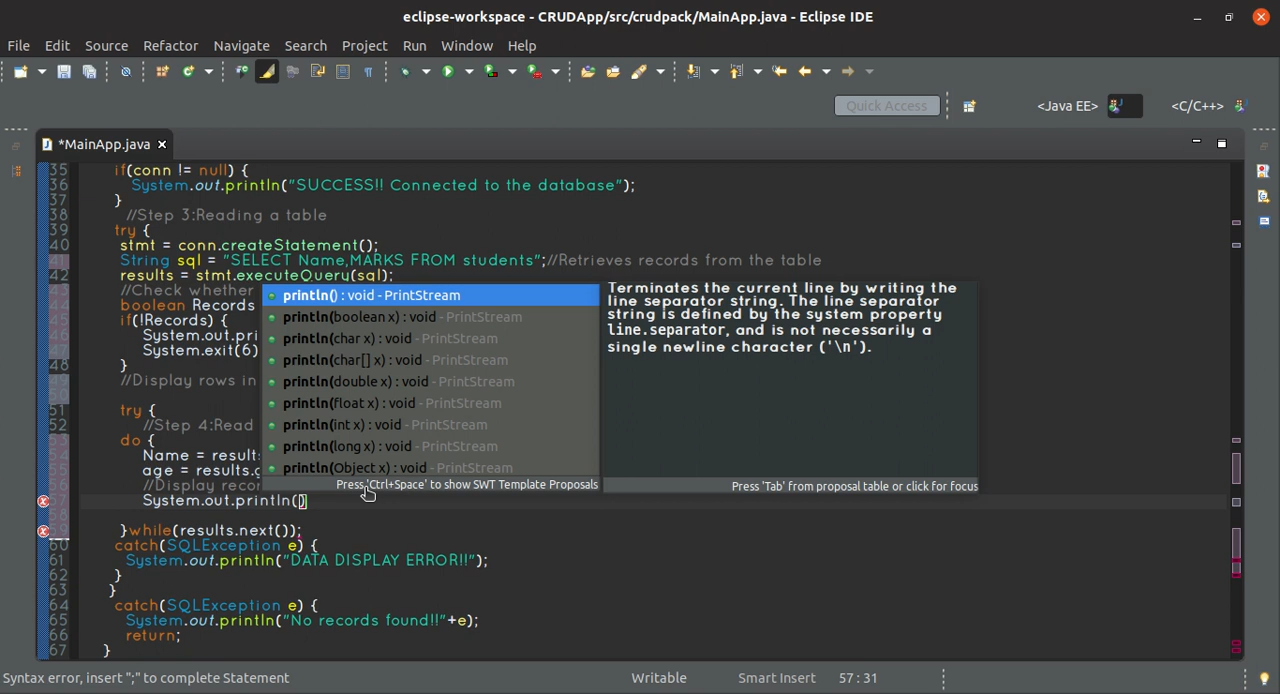 eclipse-workspace - CRUDApp/src/crudpack/MainApp.java - Eclipse IDE
File Edit Source Refactor Navigate Search Project Run Window Help
Quick Access <Java EE> <C/C++>
*MainApp.java
35 if(conn != null) {
36 System.out.println("SUCCESS!! Connected to the database");
37 }
38 //Step 3:Reading a table
39 try {
40 stmt = conn.createStatement();
41 String sql = "SELECT Name,MARKS FROM students";//Retrieves records from the table
42 results = stmt.executeQuery(sql);
43 //Check whether
44 boolean Records
45 if(!Records) {
46 System.out.pri
47 System.exit(6)
48 }
49 //Display rows in
50
51 try {
52 //Step 4:Read
53 do {
54 Name = result
55 age = results.g
56 //Display reco
57 System.out.println()
59 }while(results.next());
60 catch(SQLException e) {
61 System.out.println("DATA DISPLAY ERROR!!");
62 }
63 }
64 catch(SQLException e) {
65 System.out.println("No records found!!"+e);
66 return;
67 }
println() : void - PrintStream
println(boolean x) : void - PrintStream
println(char x) : void - PrintStream
println(char[] x) : void - PrintStream
println(double x) : void - PrintStream
println(float x) : void - PrintStream
println(int x) : void - PrintStream
println(long x) : void - PrintStream
println(Object x) : void - PrintStream
Press 'Ctrl+Space' to show SWT Template Proposals
Terminates the current line by writing the
line separator string. The line separator
string is defined by the system property
line.separator, and is not necessarily a
single newline character ('\n').
Press 'Tab' from proposal table or click for focus
Syntax error, insert ";" to complete Statement Writable Smart Insert 57 : 31